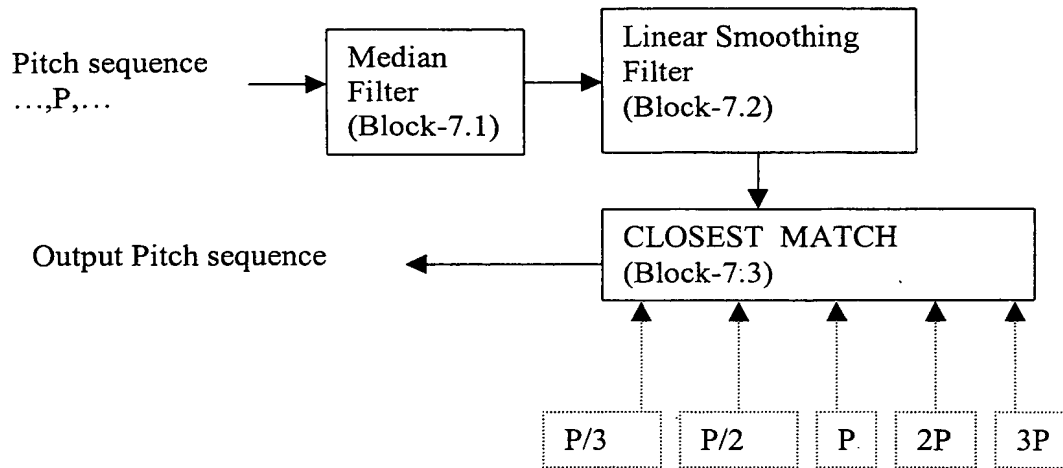 Pitch sequence
…,P,…
Median
Filter
(Block-7.1)
Linear Smoothing
Filter
(Block-7.2)
CLOSEST MATCH
(Block-7.3)
Output Pitch sequence
P/3
P/2
P
2P
3P